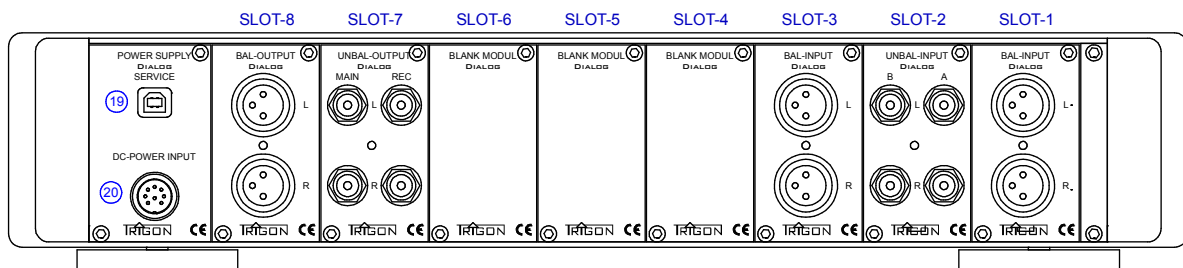 SLOT-8 SLOT-7 SLOT-6 SLOT-5 SLOT-4 SLOT-3 SLOT-2 SLOT-1
POWER SUPPLY BAL-OUTPUT UNBAL-OUTPUT BLANK MODUL BLANK MODUL BLANK MODUL BAL-INPUT UNBAL-INPUT BAL-INPUT
DIALOG DIALOG DIALOG DIALOG DIALOG DIALOG DIALOG DIALOG DIALOG
SERVICE MAIN REC B A
19 L L L L L
DC-POWER INPUT
20 R R R R R
TRIGON CE TRIGON CE TRIGON CE TRIGON CE TRIGON CE TRIGON CE TRIGON CE TRIGON CE TRIGON CE